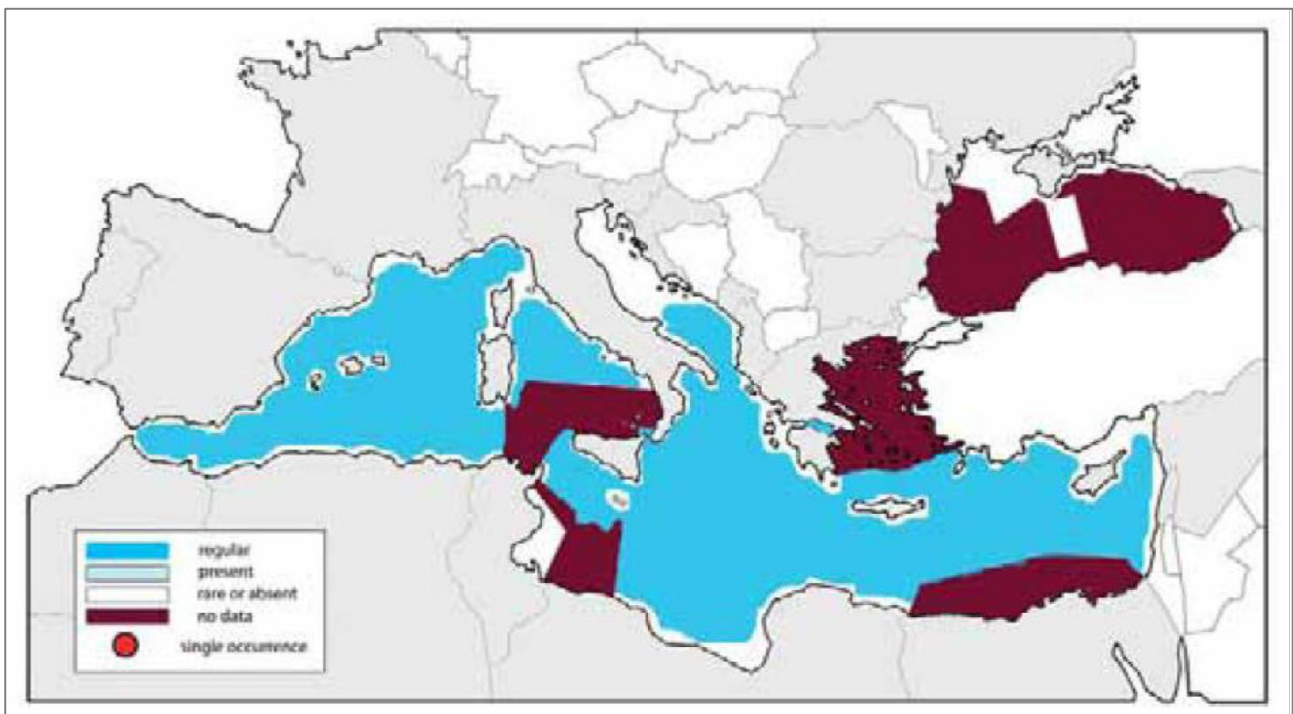 regular
present
rare or absent
no data
single occurrence